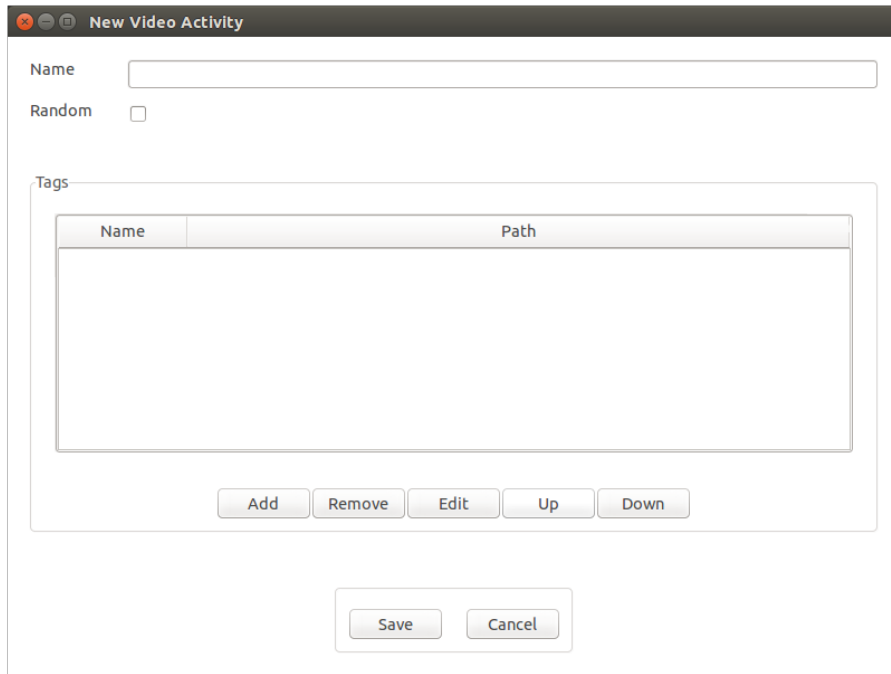 New Video Activity
Name
Random
Tags
Name Path
Add Remove Edit Up Down
Save Cancel